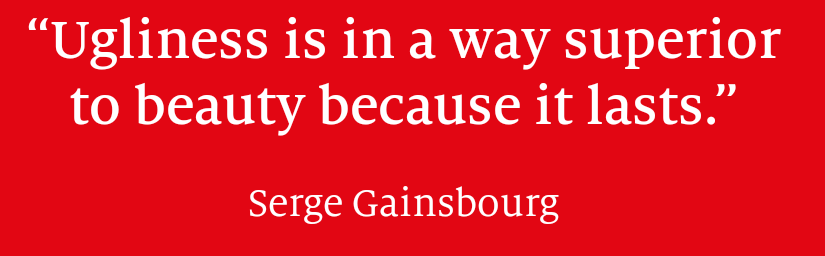 “Ugliness is in a way superior
to beauty because it lasts.”
Serge Gainsbourg